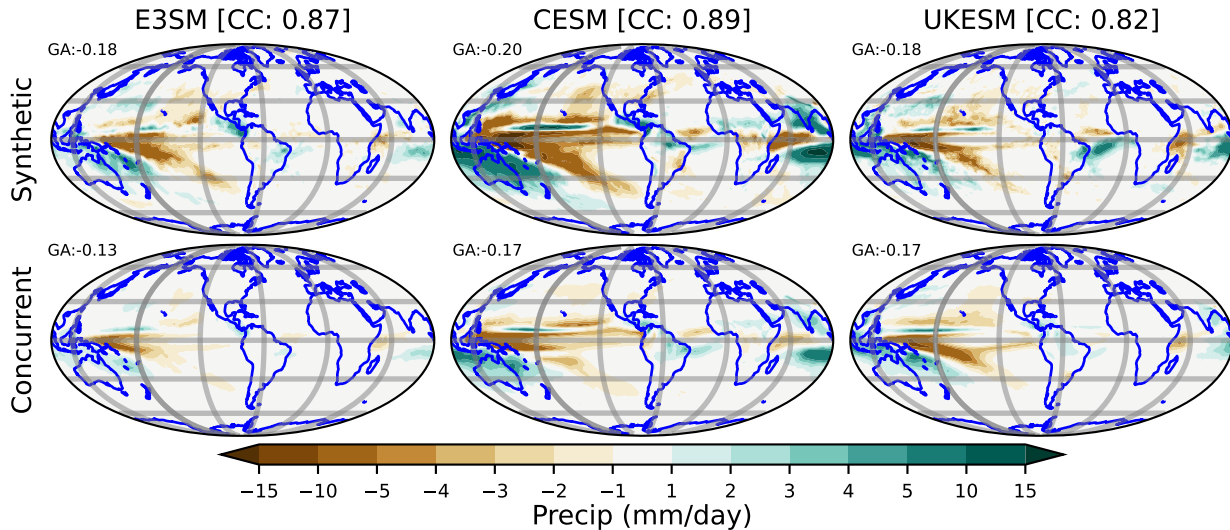 E3SM [CC: 0.87] CESM [CC: 0.89] UKESM [CC: 0.82]
GA:-0.18 GA:-0.20 GA:-0.18
Synthetic
GA:-0.13 GA:-0.17 GA:-0.17
Concurrent
−15 −10 −5 −4 −3 −2 −1 1 2 3 4 5 10 15
Precip (mm/day)